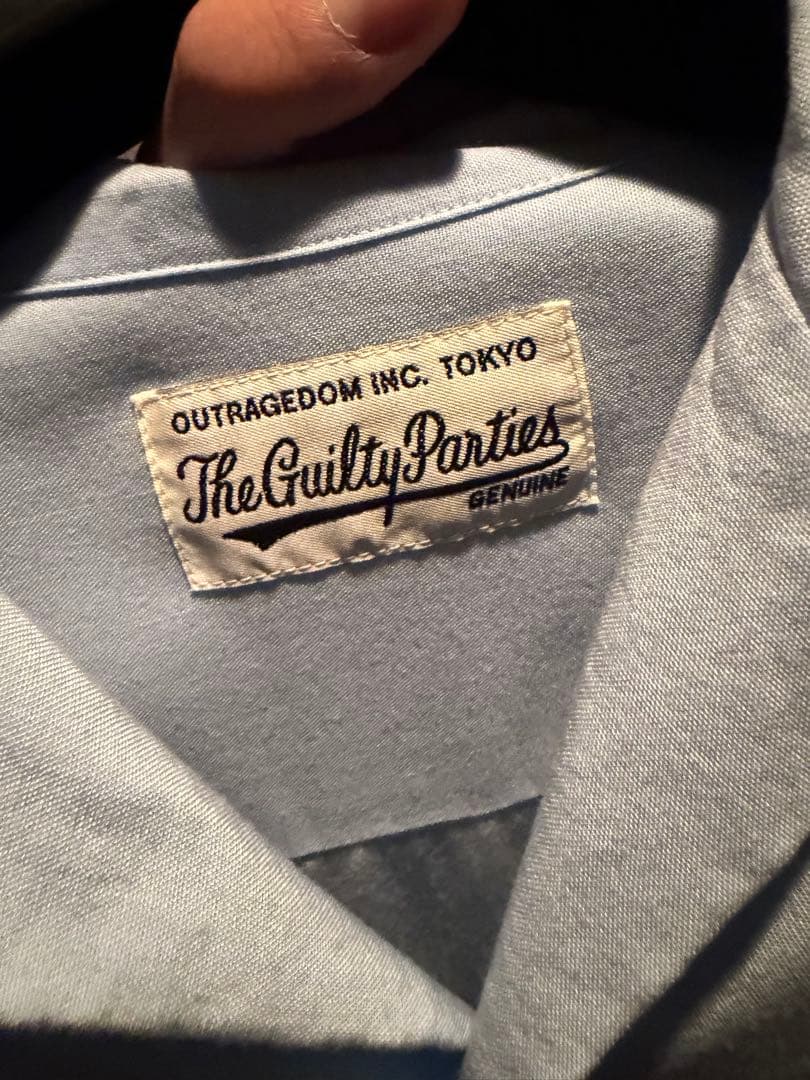 OUTRAGEDOM INC. TOKYO
The Guilty Parties
GENUINE